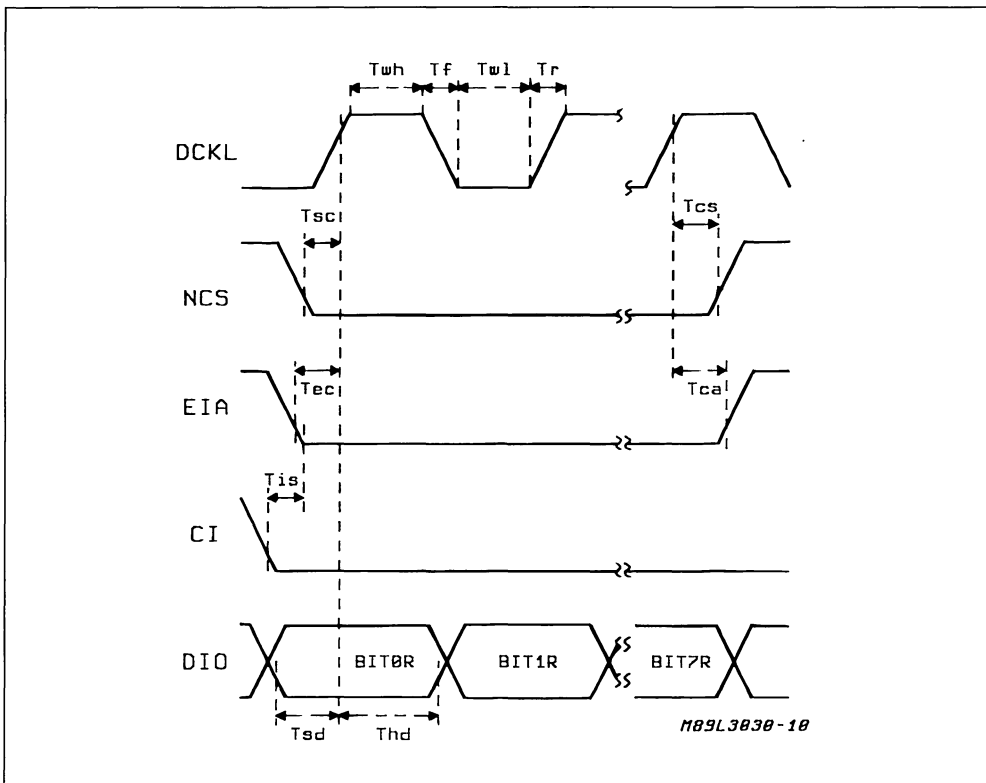 Twh Tf Twl Tr
DCKL
Tsc Tcs
NCS
Tec Tca
EIA
Tis
CI
DIO BIT0R BIT1R BIT7R
Tsd Thd
M89L3030-10